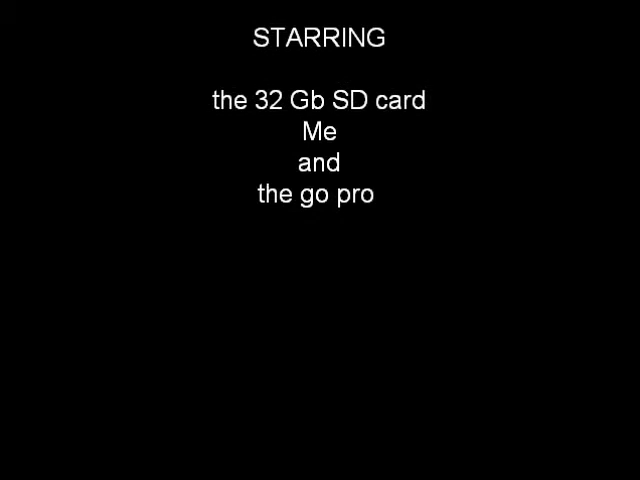 STARRING
the 32 Gb SD card
Me
and
the go pro